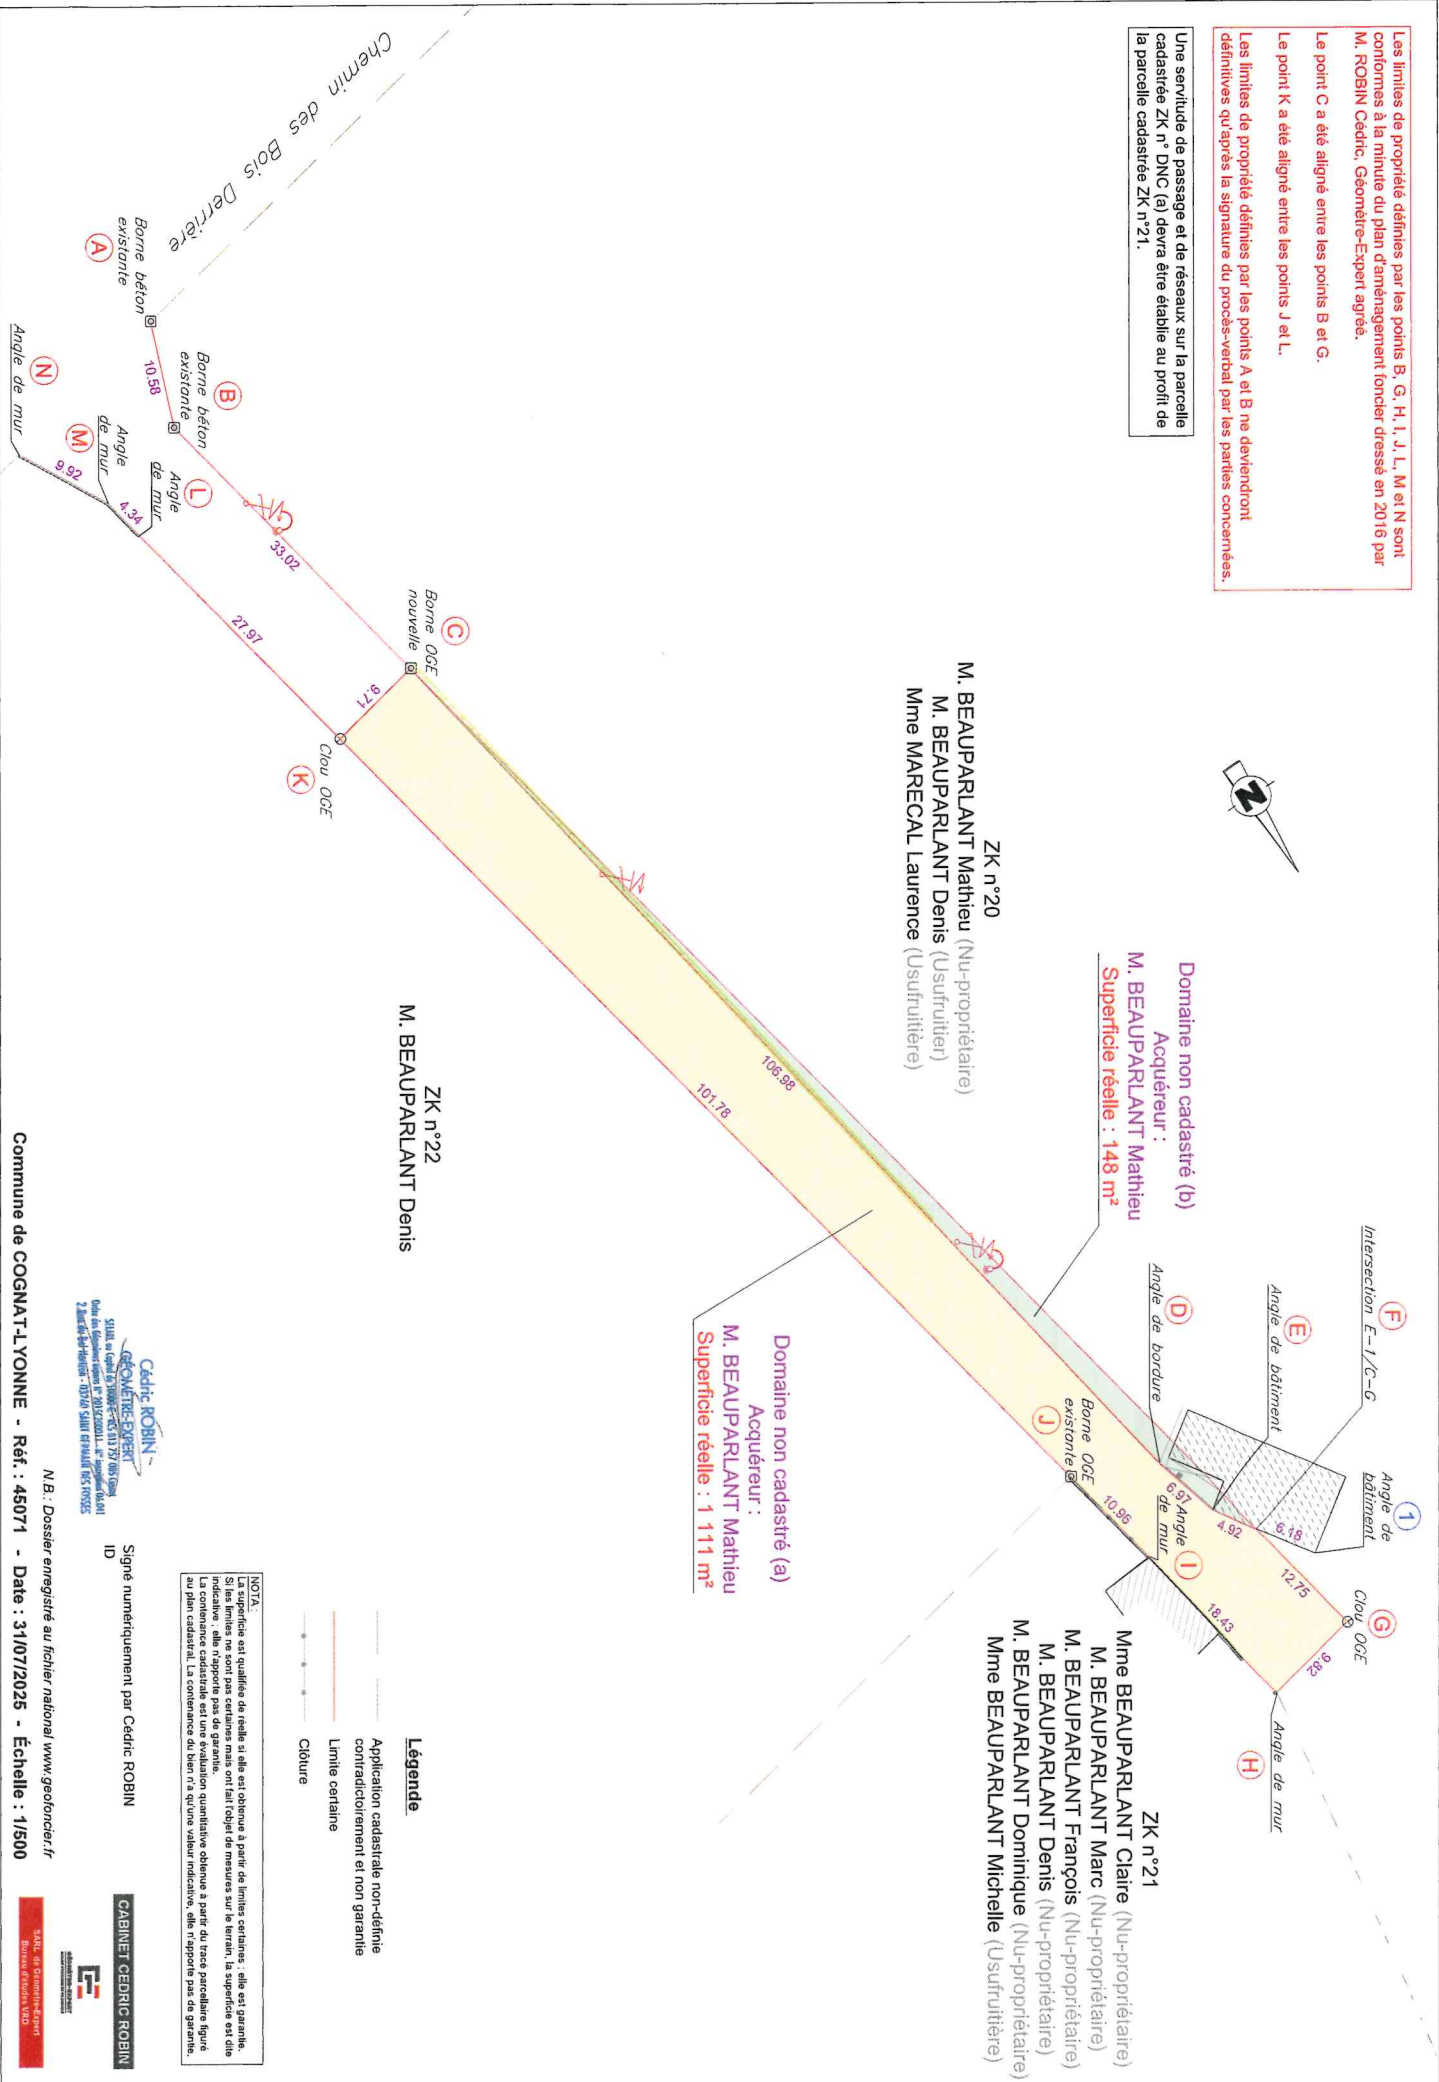 Les limites de propriété définies par les points B, G, H, I, J, L, M et N sont
conformes à la minute du plan d'aménagement foncier dressé en 2016 par
M. ROBIN Cédric, Géomètre-Expert agréé.
Le point C a été aligné entre les points B et G.
Le point K a été aligné entre les points J et L.
Les limites de propriété définies par les points A et B ne deviendront
définitives qu'après la signature du procès-verbal par les parties concernées.
Une servitude de passage et de réseaux sur la parcelle
cadastrée ZK n° DNC (a) devra être établie au profit de
la parcelle cadastrée ZK n°21.
N
F
Intersection E-1/C-G
1
Angle de
bâtiment
G
Clou OGE
E
Angle de bâtiment
D
Angle de bordure
6.18
12.75
9.82
4.92
6.97
H
Angle de mur
I
Angle
de mur
18.43
10.96
Borne OGE
existante
J
Domaine non cadastré (b)
Acquéreur :
M. BEAUPARLANT Mathieu
Superficie réelle : 148 m²
ZK n°21
Mme BEAUPARLANT Claire (Nu-propriétaire)
M. BEAUPARLANT Marc (Nu-propriétaire)
M. BEAUPARLANT François (Nu-propriétaire)
M. BEAUPARLANT Denis (Nu-propriétaire)
M. BEAUPARLANT Dominique (Nu-propriétaire)
Mme BEAUPARLANT Michelle (Usufruitière)
ZK n°20
M. BEAUPARLANT Mathieu (Nu-propriétaire)
M. BEAUPARLANT Denis (Usufruitier)
Mme MARECAL Laurence (Usufruitière)
106.98
101.78
Domaine non cadastré (a)
Acquéreur :
M. BEAUPARLANT Mathieu
Superficie réelle : 1 111 m²
C
Borne OGE
nouvelle
9.71
Clou OGE
K
ZK n°22
M. BEAUPARLANT Denis
Chemin des Bois Derrière
33.02
27.97
B
Borne béton
existante
L
Angle
de mur
Borne béton
existante
A
10.58
4.34
Angle
de mur
M
9.92
N
Angle de mur
Légende
Application cadastrale non-définie
contradictoirement et non garantie
Limite certaine
Clôture
NOTA :
La superficie est qualifiée de réelle si elle est obtenue à partir de limites certaines ; elle est garantie.
Si les limites ne sont pas certaines mais ont fait l'objet de mesures sur le terrain, la superficie est dite
indicative ; elle n'apporte pas de garantie.
La contenance cadastrale est une évaluation quantitative obtenue à partir du tracé parcellaire figuré
au plan cadastral. La contenance du bien n'a qu'une valeur indicative, elle n'apporte pas de garantie.
Cédric ROBIN
GÉOMÈTRE-EXPERT
Signé numériquement par Cédric ROBIN
ID
CABINET CEDRIC ROBIN
GÉOMÈTRE-EXPERT
SARL de Géomètre-Expert
Bureau d'études VRD
N.B.: Dossier enregistré au fichier national www.geofoncier.fr
Commune de COGNAT-LYONNE - Réf. : 45071 - Date : 31/07/2025 - Échelle : 1/500